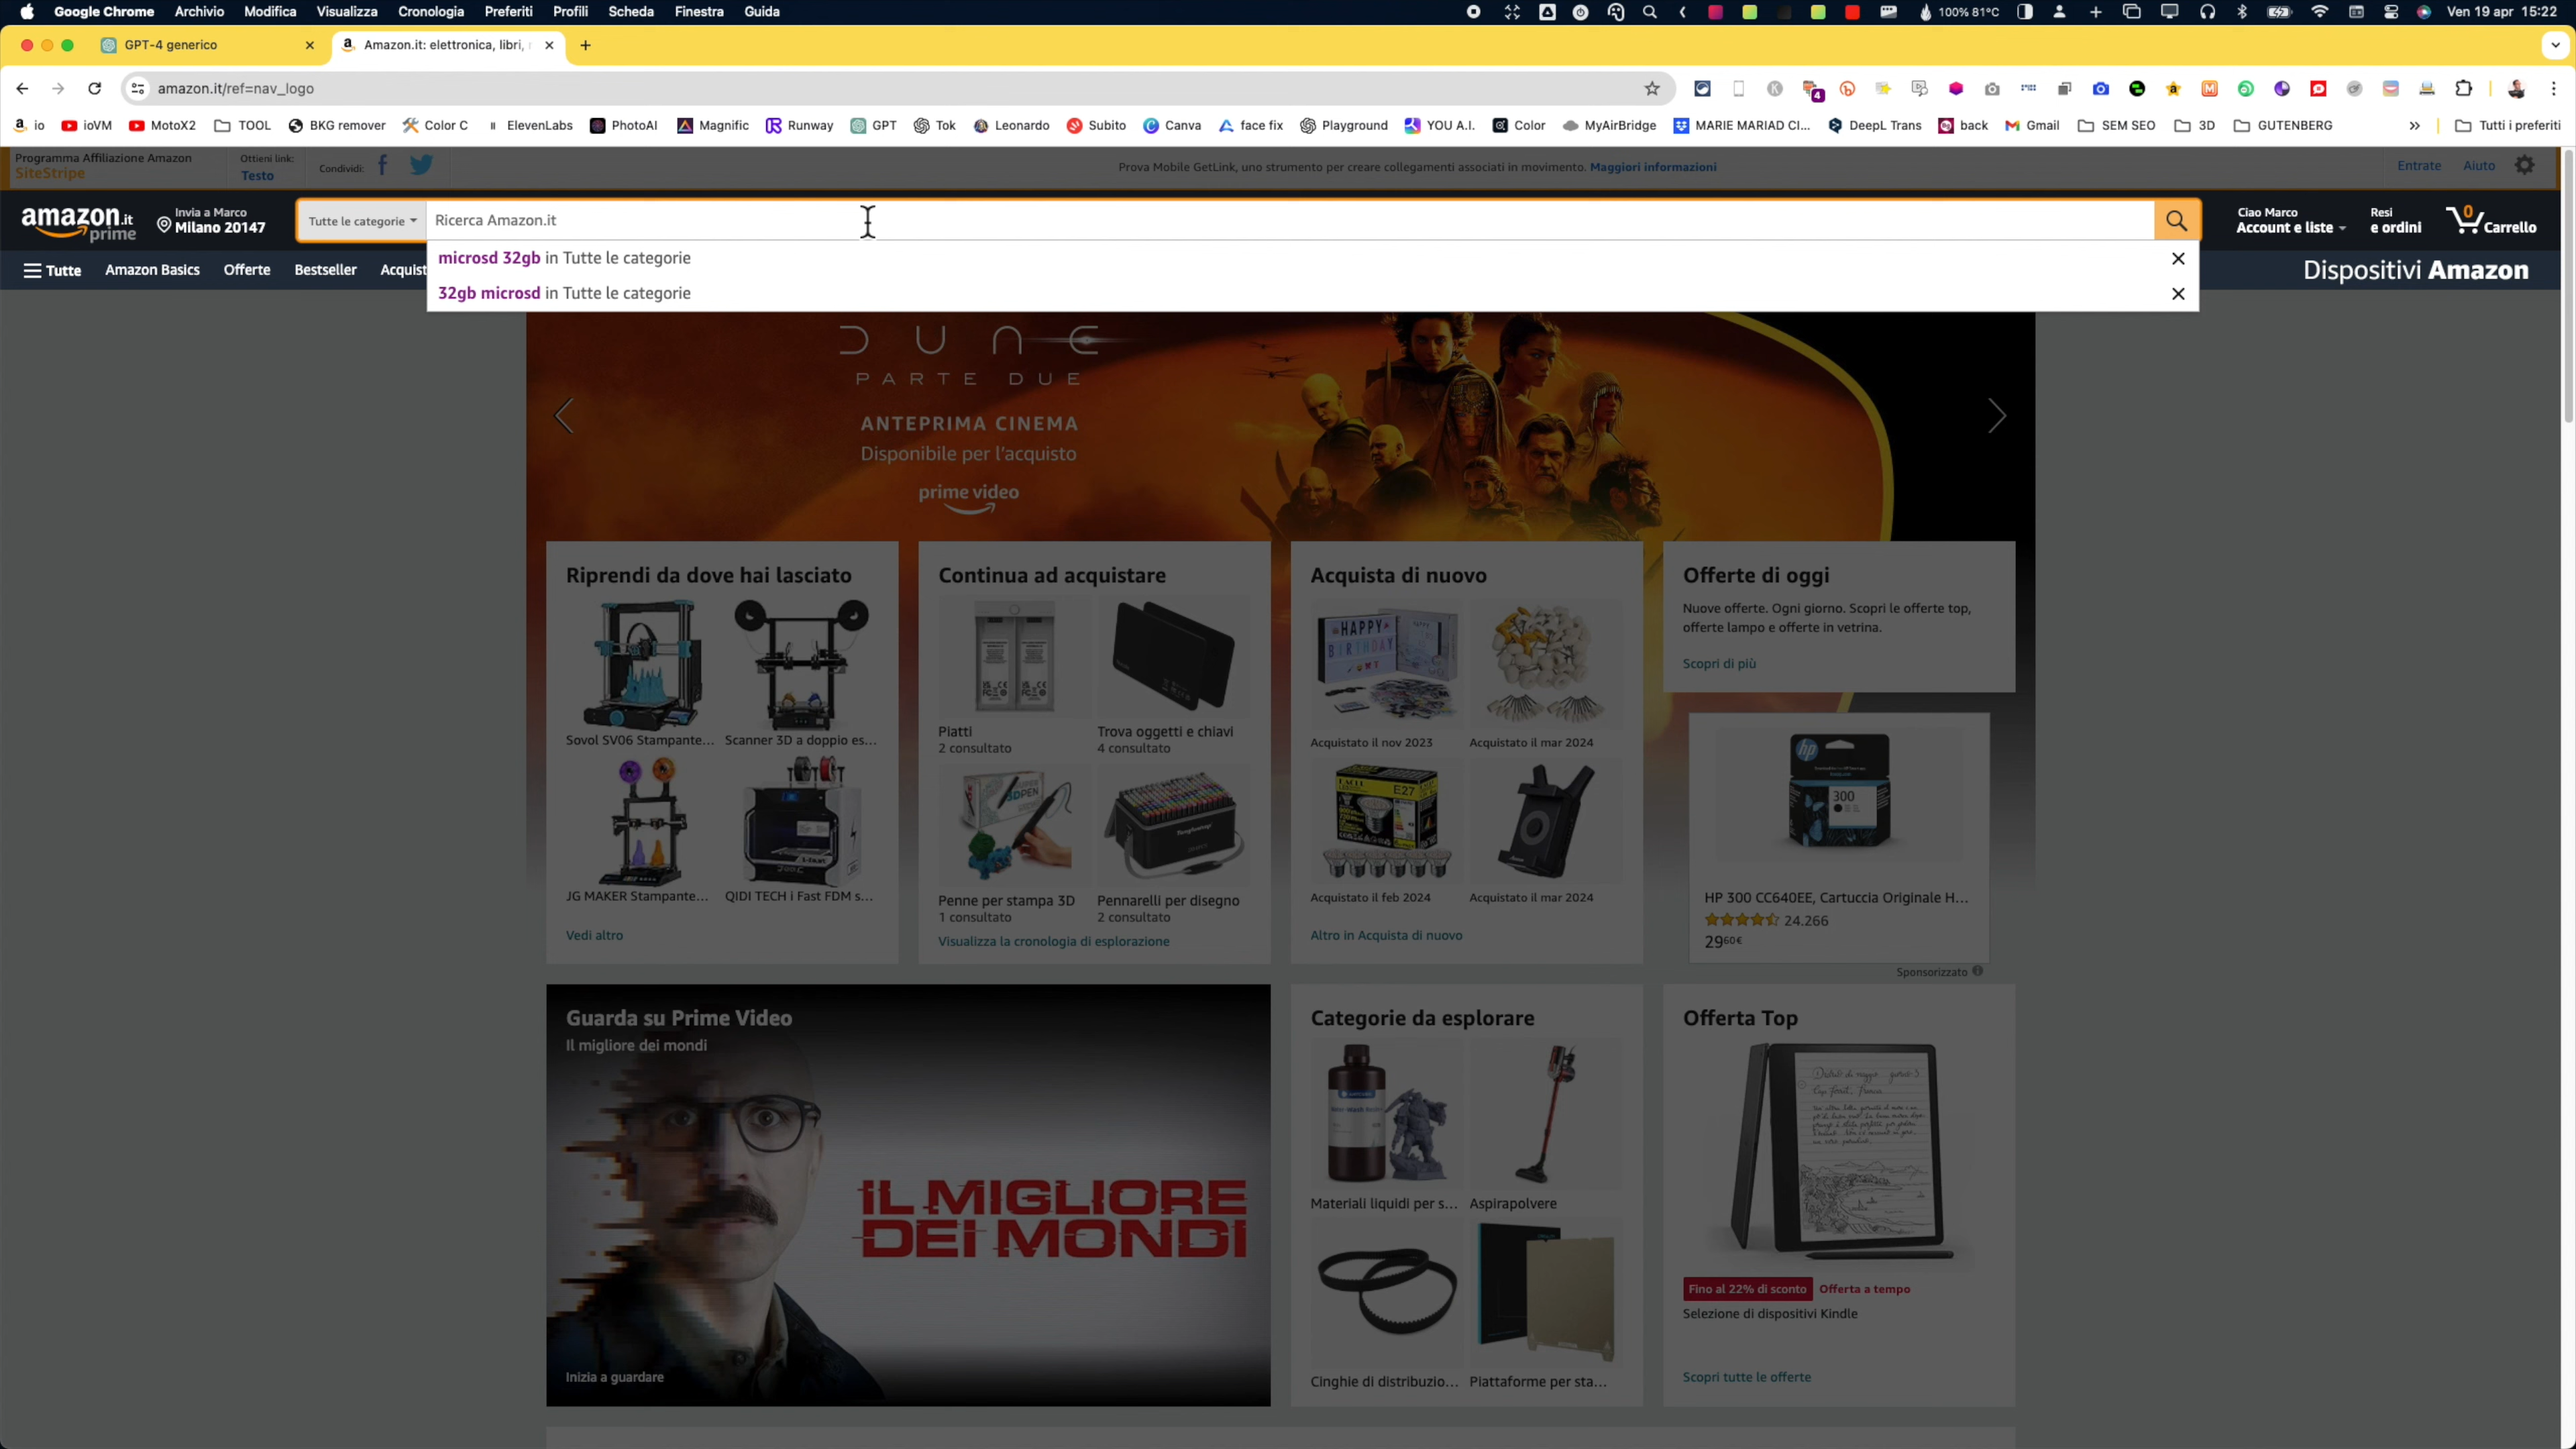 Google Chrome Archivio Modifica Visualizza Cronologia Preferiti Profili Scheda Finestra Guida 100% 81°C Ven 19 apr 15:22
GPT-4 generico Amazon.it: elettronica, libri,
amazon.it/ref=nav_logo
4
io ioVM MotoX2 TOOL BKG remover Color C ElevenLabs PhotoAI Magnific Runway GPT Tok Leonardo Subito Canva face fix Playground YOU A.I. Color MyAirBridge MARIE MARIAD CI... DeepL Trans back Gmail SEM SEO 3D GUTENBERG Tutti i preferiti
Programma Affiliazione Amazon
SiteStripe
Ottieni link:
Testo
Condividi:
Prova Mobile GetLink, uno strumento per creare collegamenti associati in movimento. Maggiori informazioni
Entrate Aiuto
amazon.it
prime
Invia a Marco
Milano 20147
Tutte le categorie
Ricerca Amazon.it
Ciao Marco
Account e liste
Resi
e ordini
0
Carrello
microsd 32gb in Tutte le categorie
32gb microsd in Tutte le categorie
Tutte Amazon Basics Offerte Bestseller Acquist
Dispositivi Amazon
DUNE
PARTE DUE
ANTEPRIMA CINEMA
Disponibile per l'acquisto
prime video
Riprendi da dove hai lasciato
Sovol SV06 Stampante... Scanner 3D a doppio es...
JG MAKER Stampante... QIDI TECH i Fast FDM s...
Vedi altro
Continua ad acquistare
Piatti
2 consultato
Trova oggetti e chiavi
4 consultato
3DPEN
Penne per stampa 3D
1 consultato
Pennarelli per disegno
2 consultato
Visualizza la cronologia di esplorazione
Acquista di nuovo
HAPPY
BIRTHDAY
Acquistato il nov 2023 Acquistato il mar 2024
E27
Acquistato il feb 2024 Acquistato il mar 2024
Altro in Acquista di nuovo
Offerte di oggi
Nuove offerte. Ogni giorno. Scopri le offerte top,
offerte lampo e offerte in vetrina.
Scopri di più
hp
300
HP 300 CC640EE, Cartuccia Originale H...
24.266
2960€
Sponsorizzato
Guarda su Prime Video
Il migliore dei mondi
IL MIGLIORE
DEI MONDI
Inizia a guardare
Categorie da esplorare
Materiali liquidi per s... Aspirapolvere
Cinghie di distribuzio... Piattaforme per sta...
Offerta Top
Fino al 22% di sconto Offerta a tempo
Selezione di dispositivi Kindle
Scopri tutte le offerte